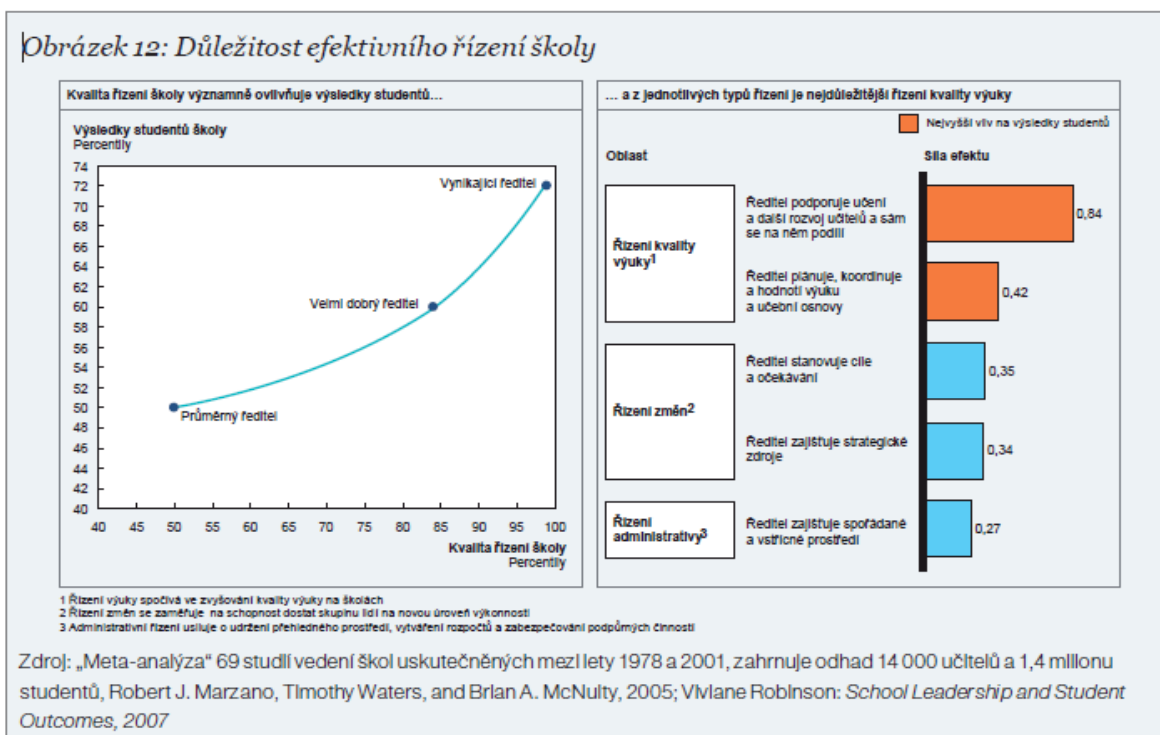 Obrázek 12: Důležitost efektivního řízení školy
Kvalita řízení školy významně ovlivňuje výsledky studentů…
Výsledky studentů školy
Percentily
74
72
70
68
66
64
62
60
58
56
54
52
50
48
46
44
42
40
Vynikající ředitel
Velmi dobrý ředitel
Průměrný ředitel
40 45 50 55 60 65 70 75 80 85 90 95 100
Kvalita řízení školy
Percentily
… a z jednotlivých typů řízení je nejdůležitější řízení kvality výuky
Nejvyšší vliv na výsledky studentů
Oblast
Síla efektu
Řízení kvality
výuky1
Ředitel podporuje učení
a další rozvoj učitelů a sám
se na něm podílí
0,84
Ředitel plánuje, koordinuje
a hodnotí výuku
a učební osnovy
0,42
Řízení změn2
Ředitel stanovuje cíle
a očekávání
0,35
Ředitel zajišťuje strategické
zdroje
0,34
Řízení
administrativy3
Ředitel zajišťuje spořádané
a vstřícné prostředí
0,27
1 Řízení výuky spočívá ve zvyšování kvality výuky na školách
2 Řízení změn se zaměřuje na schopnost dostat skupinu lidí na novou úroveň výkonnosti
3 Administrativní řízení usiluje o udržení přehledného prostředí, vytváření rozpočtů a zabezpečování podpůrných činností
Zdroj: „Meta-analýza“ 69 studií vedení škol uskutečněných mezi lety 1978 a 2001, zahrnuje odhad 14 000 učitelů a 1,4 milionu
studentů, Robert J. Marzano, Timothy Waters, and Brian A. McNulty, 2005; Viviane Robinson: School Leadership and Student
Outcomes, 2007